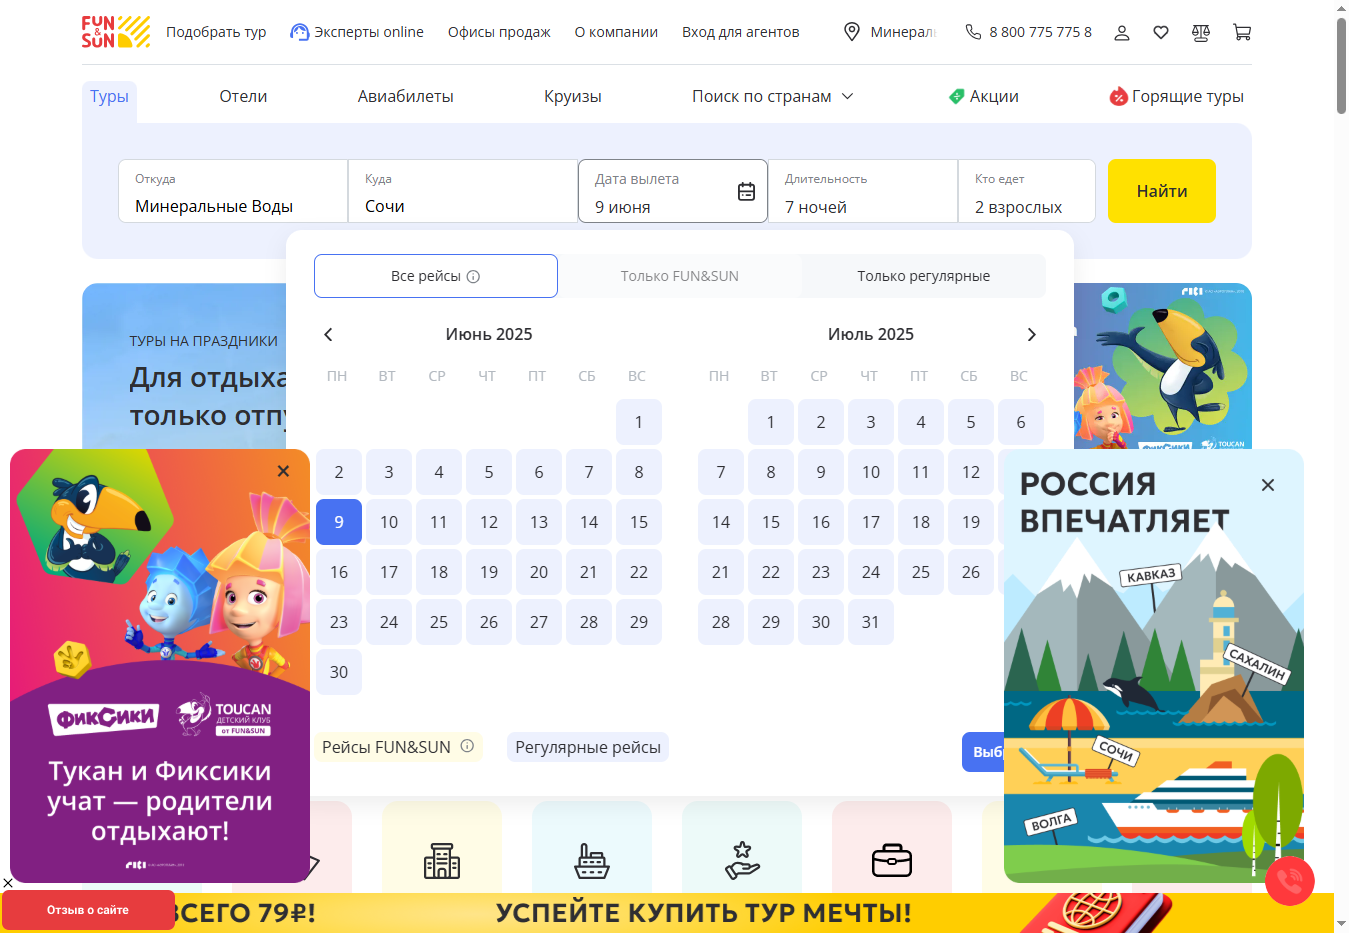 FUN & SUN
Подобрать тур
Эксперты online
Офисы продаж
О компании
Вход для агентов
Минерал
8 800 775 775 8
Туры
Отели
Авиабилеты
Круизы
Поиск по странам
Акции
Горящие туры
Откуда
Минеральные Воды
Куда
Сочи
Дата вылета
9 июня
Длительность
7 ночей
Кто едет
2 взрослых
Найти
Все рейсы
Только FUN&SUN
Только регулярные
ТУРЫ НА ПРАЗДНИКИ
Для отдыха
только отпу
Июнь 2025
ПН ВТ СР ЧТ ПТ СБ ВС
1
2 3 4 5 6 7 8
9 10 11 12 13 14 15
16 17 18 19 20 21 22
23 24 25 26 27 28 29
30
Июль 2025
ПН ВТ СР ЧТ ПТ СБ ВС
1 2 3 4 5 6
7 8 9 10 11 12
14 15 16 17 18 19
21 22 23 24 25 26
28 29 30 31
Рейсы FUN&SUN
Регулярные рейсы
Выбр
ФИКСИКИ
TOUCAN
ФИКСИКИ
TOUCAN
ДЕТСКИЙ КЛУБ
ОТ FUN&SUN
Тукан и Фиксики
учат — родители
отдыхают!
РОССИЯ
ВПЕЧАТЛЯЕТ
КАВКАЗ
САХАЛИН
СОЧИ
ВОЛГА
Отзыв о сайте
ВСЕГО 79₽!
УСПЕЙТЕ КУПИТЬ ТУР МЕЧТЫ!